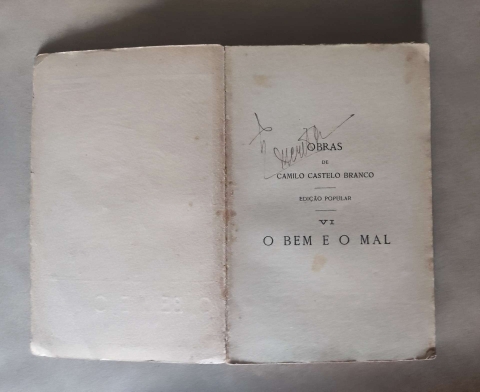 OBRAS
DE
CAMILO CASTELO BRANCO
EDIÇÃO POPULAR
VI
O BEM E O MAL